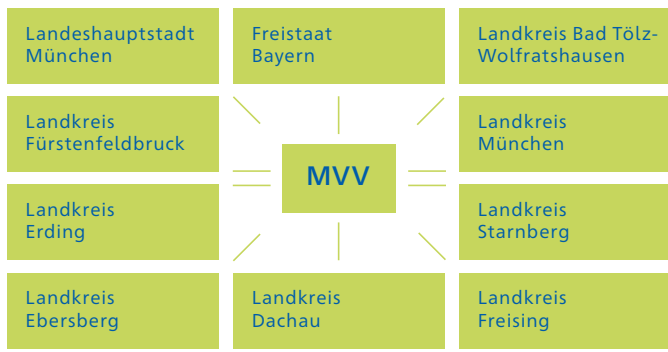 Landeshauptstadt
München
Freistaat
Bayern
Landkreis Bad Tölz-
Wolfratshausen
Landkreis
Fürstenfeldbruck
MVV
Landkreis
München
Landkreis
Erding
Landkreis
Starnberg
Landkreis
Ebersberg
Landkreis
Dachau
Landkreis
Freising